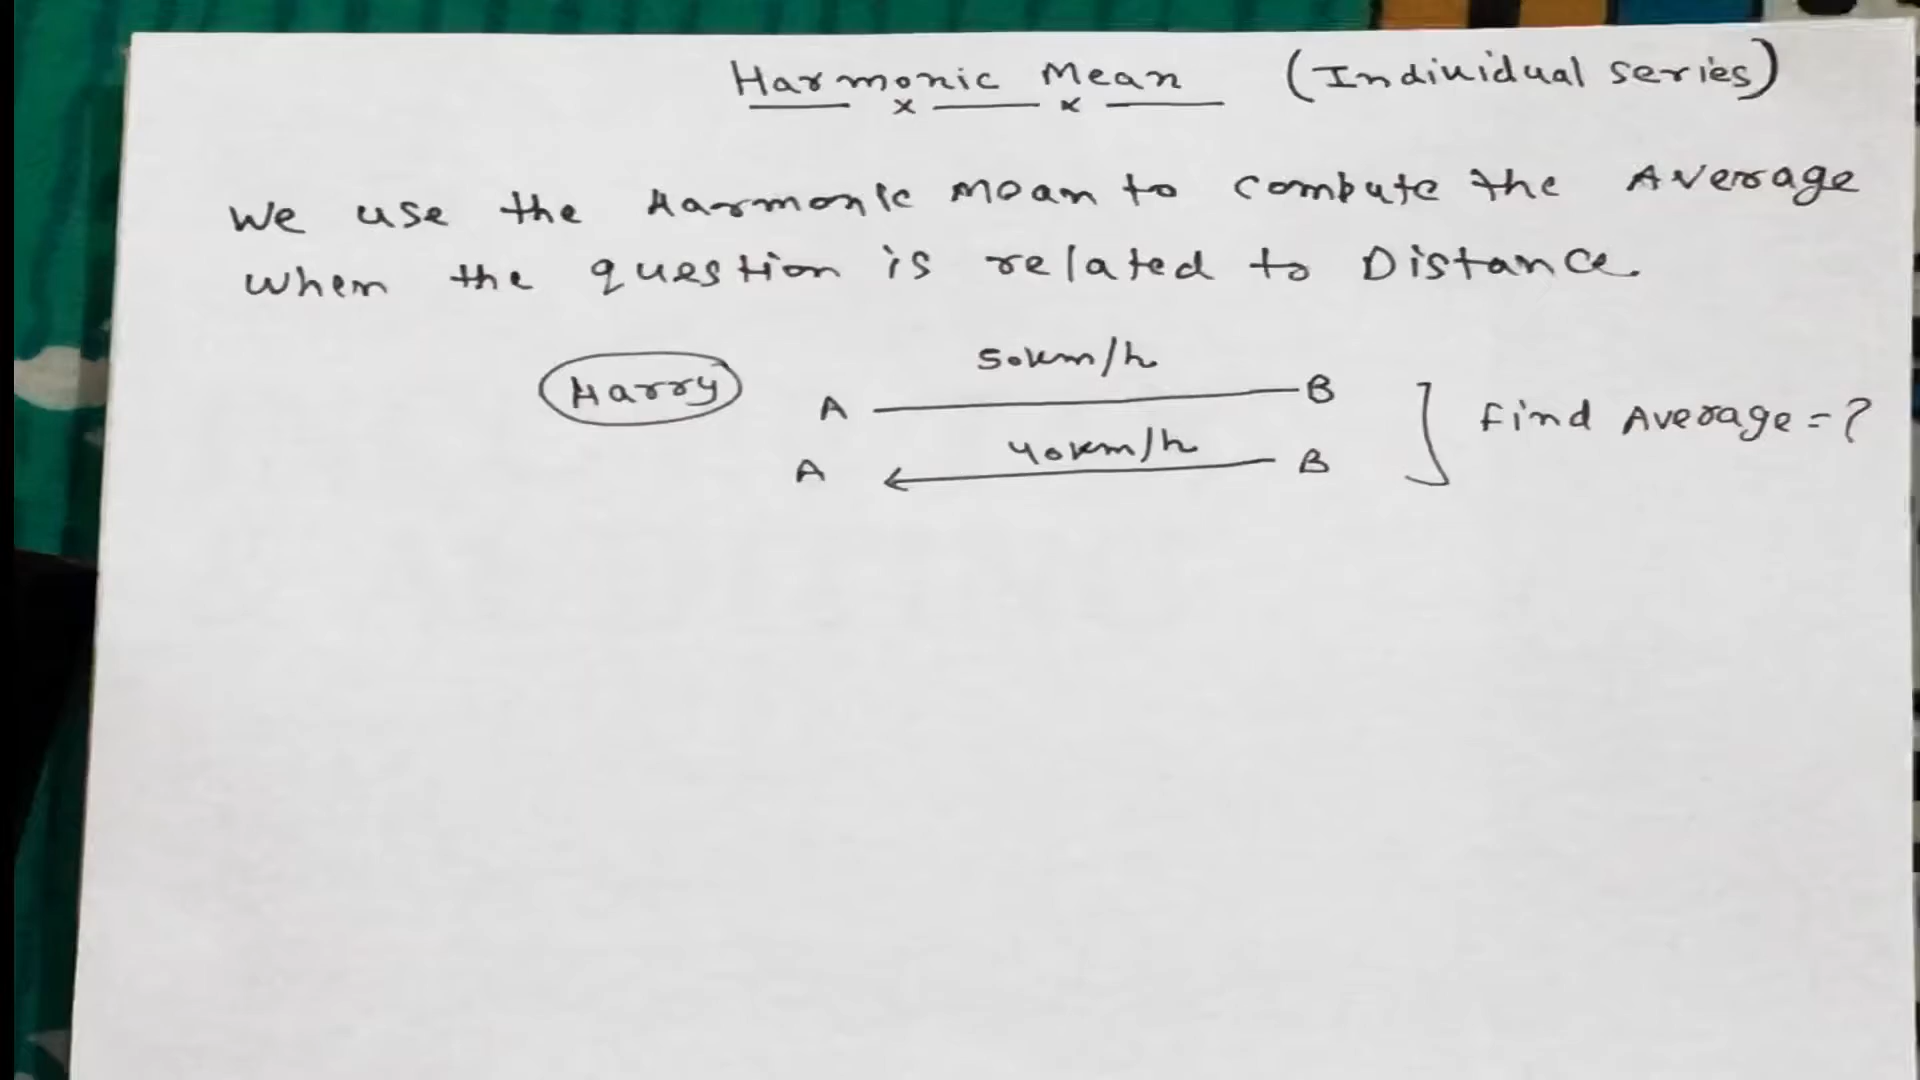 Harmonic Mean (Individual series)
We use the Harmonic Mean to compute the Average
when the question is related to Distance.
Harry A 50km/h B
A 40km/h B
find Average = ?